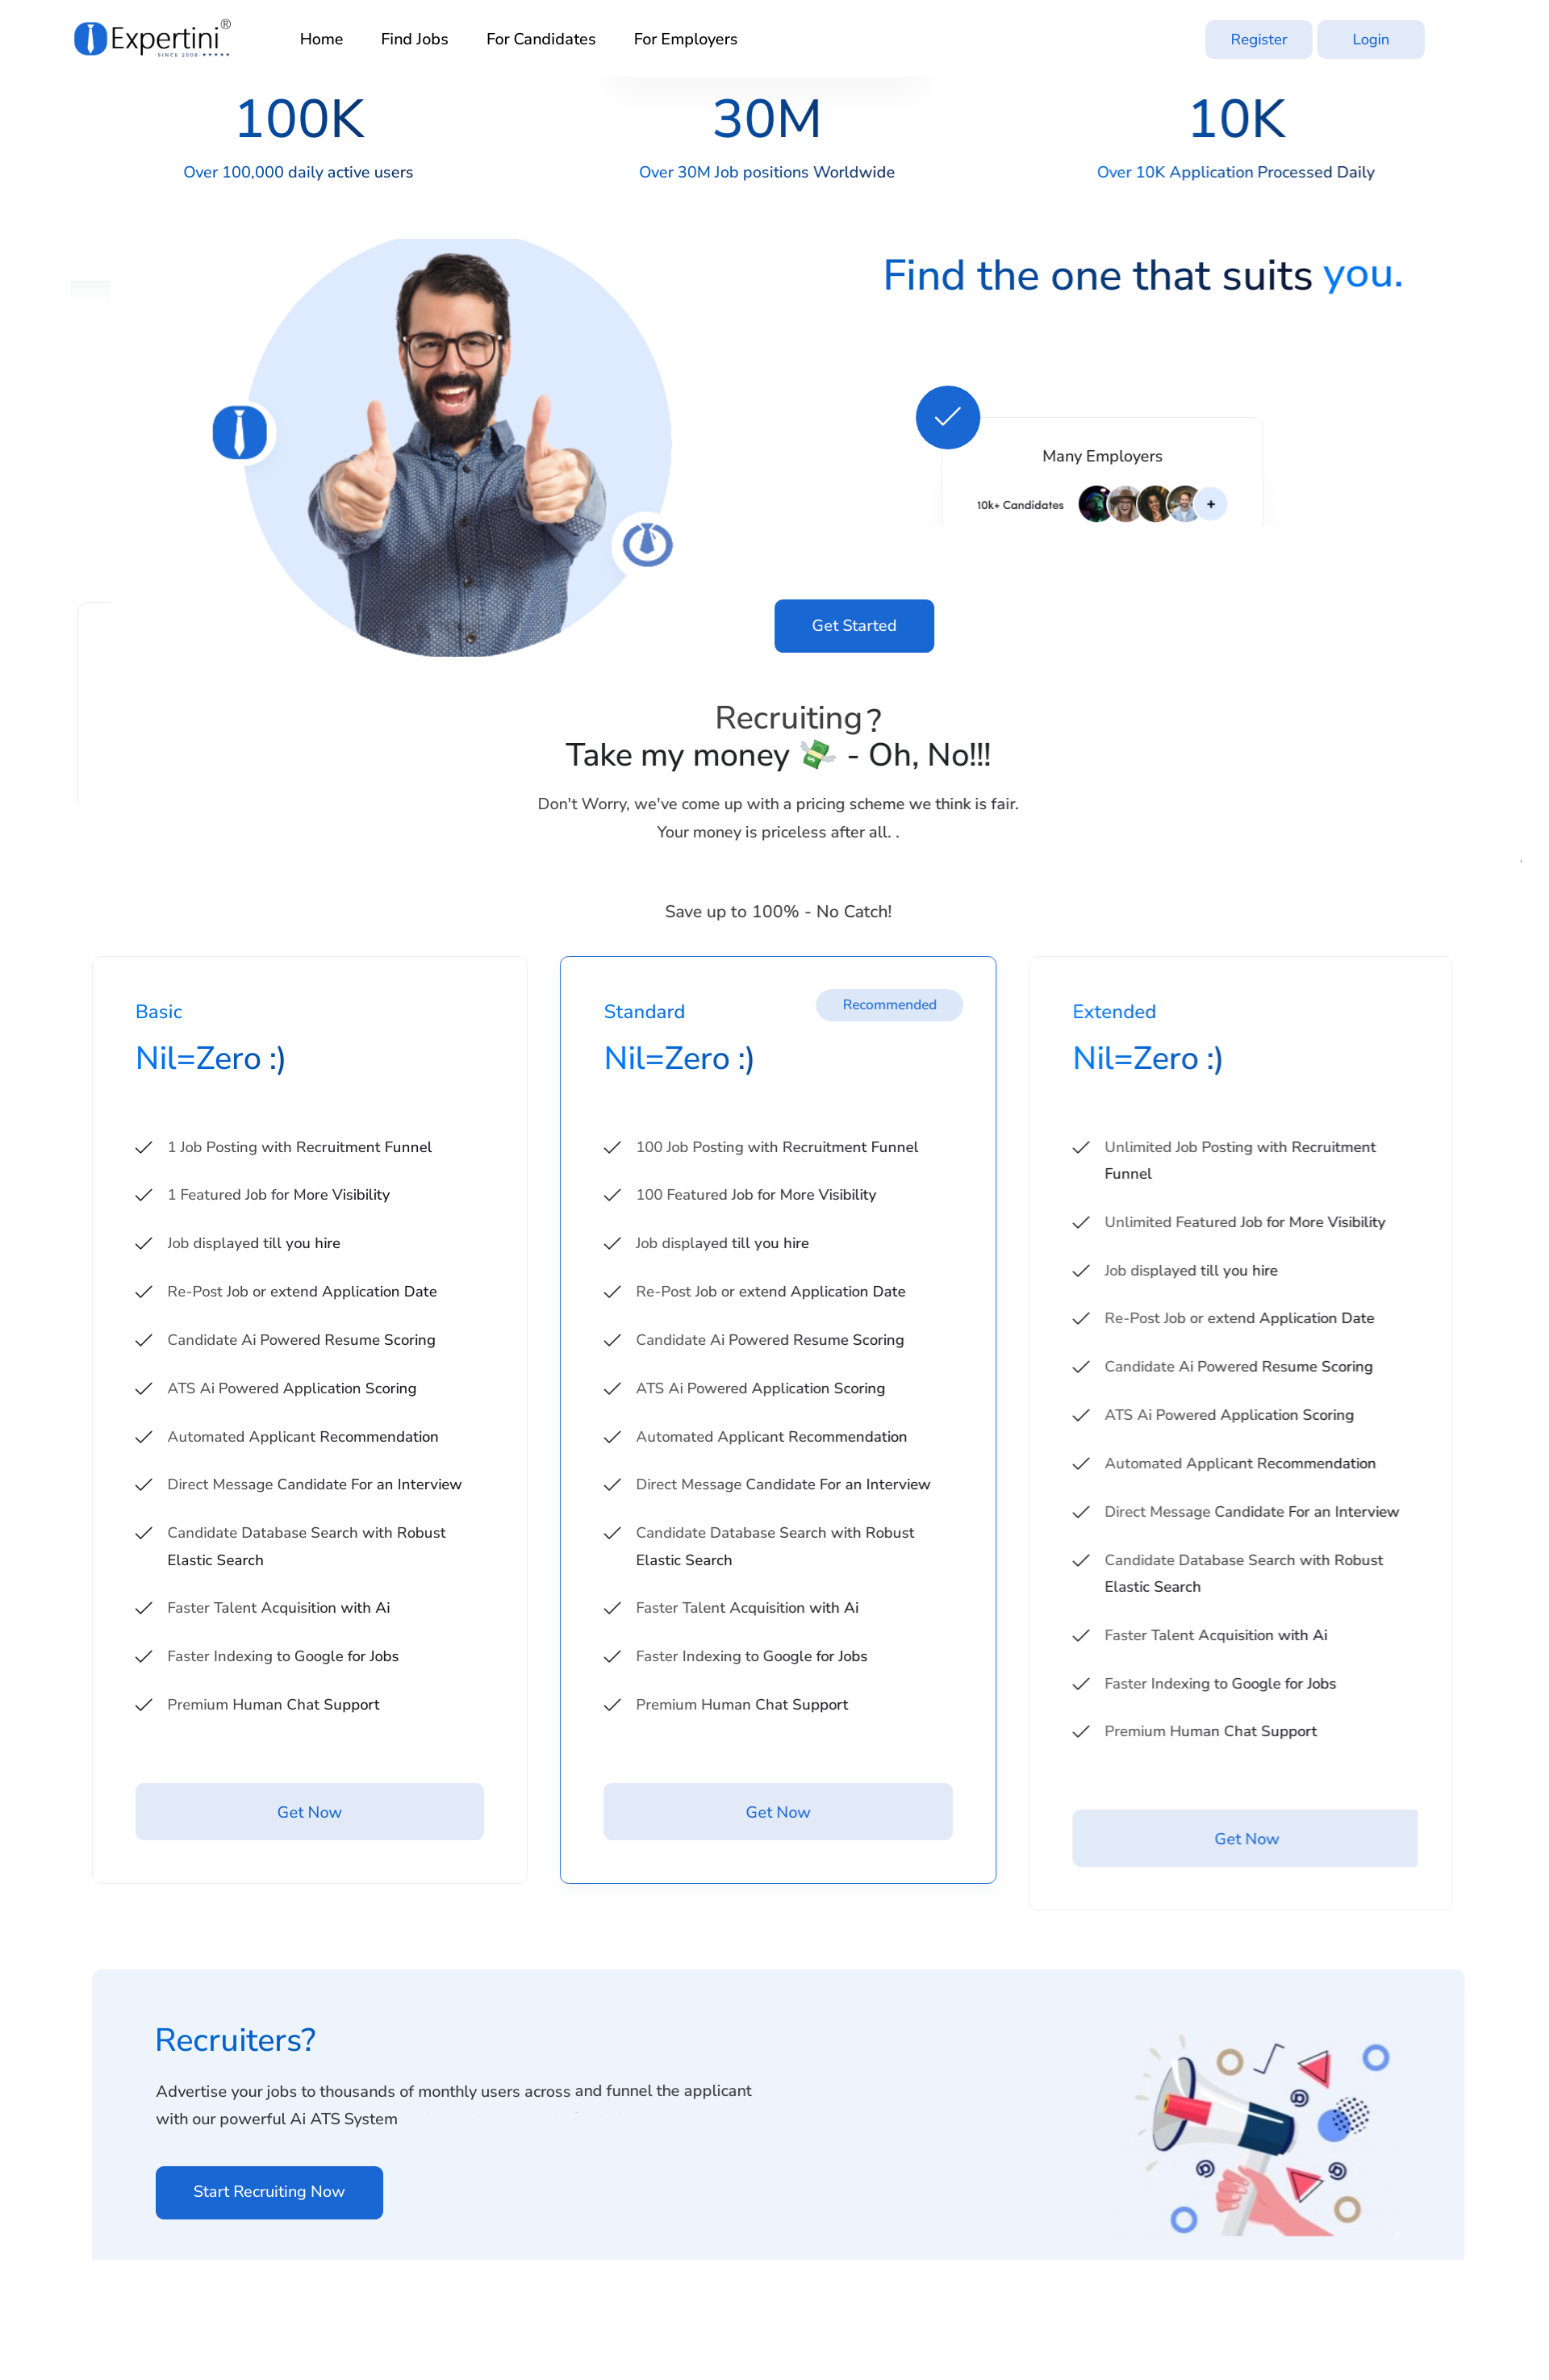 Expertini®
SINCE 2008
Home
Find Jobs
For Candidates
For Employers
Register
Login
100K
30M
10K
Over 100,000 daily active users
Over 30M Job positions Worldwide
Over 10K Application Processed Daily
Find the one that suits you.
Many Employers
10k+ Candidates
+
Get Started
Recruiting?
Take my money 💸 - Oh, No!!!
Don't Worry, we've come up with a pricing scheme we think is fair.
Your money is priceless after all. .
Save up to 100% - No Catch!
Basic
Nil=Zero :)
1 Job Posting with Recruitment Funnel
1 Featured Job for More Visibility
Job displayed till you hire
Re-Post Job or extend Application Date
Candidate Ai Powered Resume Scoring
ATS Ai Powered Application Scoring
Automated Applicant Recommendation
Direct Message Candidate For an Interview
Candidate Database Search with Robust
Elastic Search
Faster Talent Acquisition with Ai
Faster Indexing to Google for Jobs
Premium Human Chat Support
Get Now
Standard
Recommended
Nil=Zero :)
100 Job Posting with Recruitment Funnel
100 Featured Job for More Visibility
Job displayed till you hire
Re-Post Job or extend Application Date
Candidate Ai Powered Resume Scoring
ATS Ai Powered Application Scoring
Automated Applicant Recommendation
Direct Message Candidate For an Interview
Candidate Database Search with Robust
Elastic Search
Faster Talent Acquisition with Ai
Faster Indexing to Google for Jobs
Premium Human Chat Support
Get Now
Extended
Nil=Zero :)
Unlimited Job Posting with Recruitment
Funnel
Unlimited Featured Job for More Visibility
Job displayed till you hire
Re-Post Job or extend Application Date
Candidate Ai Powered Resume Scoring
ATS Ai Powered Application Scoring
Automated Applicant Recommendation
Direct Message Candidate For an Interview
Candidate Database Search with Robust
Elastic Search
Faster Talent Acquisition with Ai
Faster Indexing to Google for Jobs
Premium Human Chat Support
Get Now
Recruiters?
Advertise your jobs to thousands of monthly users across and funnel the applicant
with our powerful Ai ATS System
Start Recruiting Now